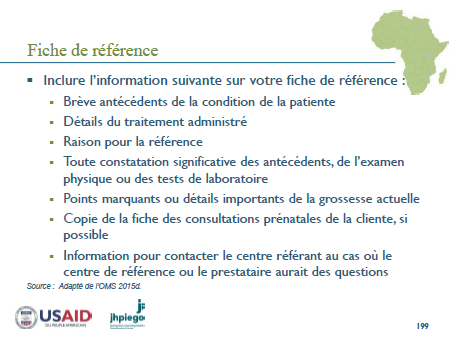 Fiche de référence
▪ Inclure l'information suivante sur votre fiche de référence :
▪ Brève antécédents de la condition de la patiente
▪ Détails du traitement administré
▪ Raison pour la référence
▪ Toute constatation significative des antécédents, de l'examen
physique ou des tests de laboratoire
▪ Points marquants ou détails importants de la grossesse actuelle
▪ Copie de la fiche des consultations prénatales de la cliente, si
possible
▪ Information pour contacter le centre référant au cas où le
centre de référence ou le prestataire aurait des questions
Source : Adapté de l'OMS 2015d.
USAID
jhpiego
199